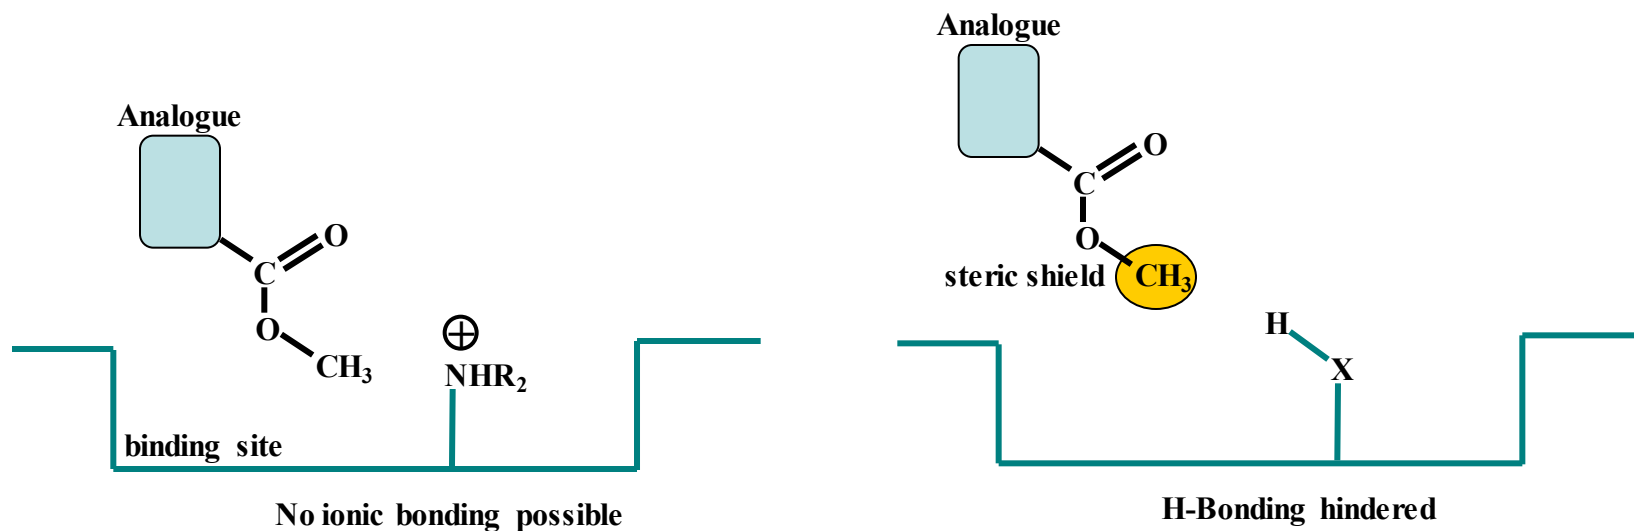 Analogue
O
C
O
CH₃
⊕
NHR₂
binding site
No ionic bonding possible
Analogue
O
C
O
steric shield CH₃
H
X
H-Bonding hindered